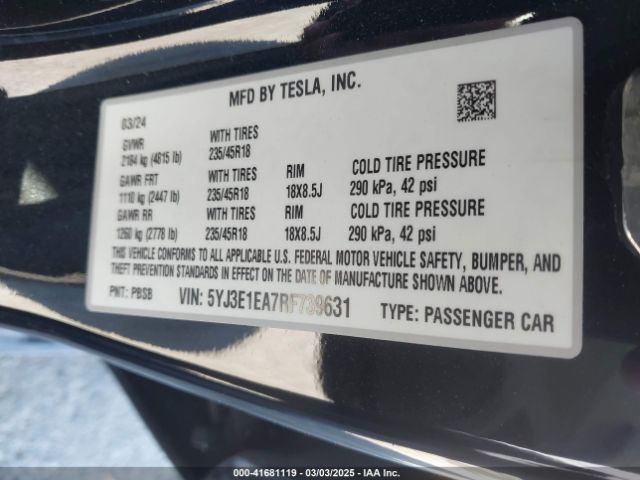 MFD BY TESLA, INC.
03/24
GVWR WITH TIRES
2184 kg (4815 lb) 235/45R18
GAWR FRT WITH TIRES RIM COLD TIRE PRESSURE
1110 kg (2447 lb) 235/45R18 18X8.5J 290 kPa, 42 psi
GAWR RR WITH TIRES RIM COLD TIRE PRESSURE
1260 kg (2778 lb) 235/45R18 18X8.5J 290 kPa, 42 psi
THIS VEHICLE CONFORMS TO ALL APPLICABLE U.S. FEDERAL MOTOR VEHICLE SAFETY, BUMPER, AND
THEFT PREVENTION STANDARDS IN EFFECT ON THE DATE OF MANUFACTURE SHOWN ABOVE.
PNT: PBSB VIN: 5YJ3E1EA7RF739631 TYPE: PASSENGER CAR
000-41681119 - 03/03/2025 - IAA Inc.